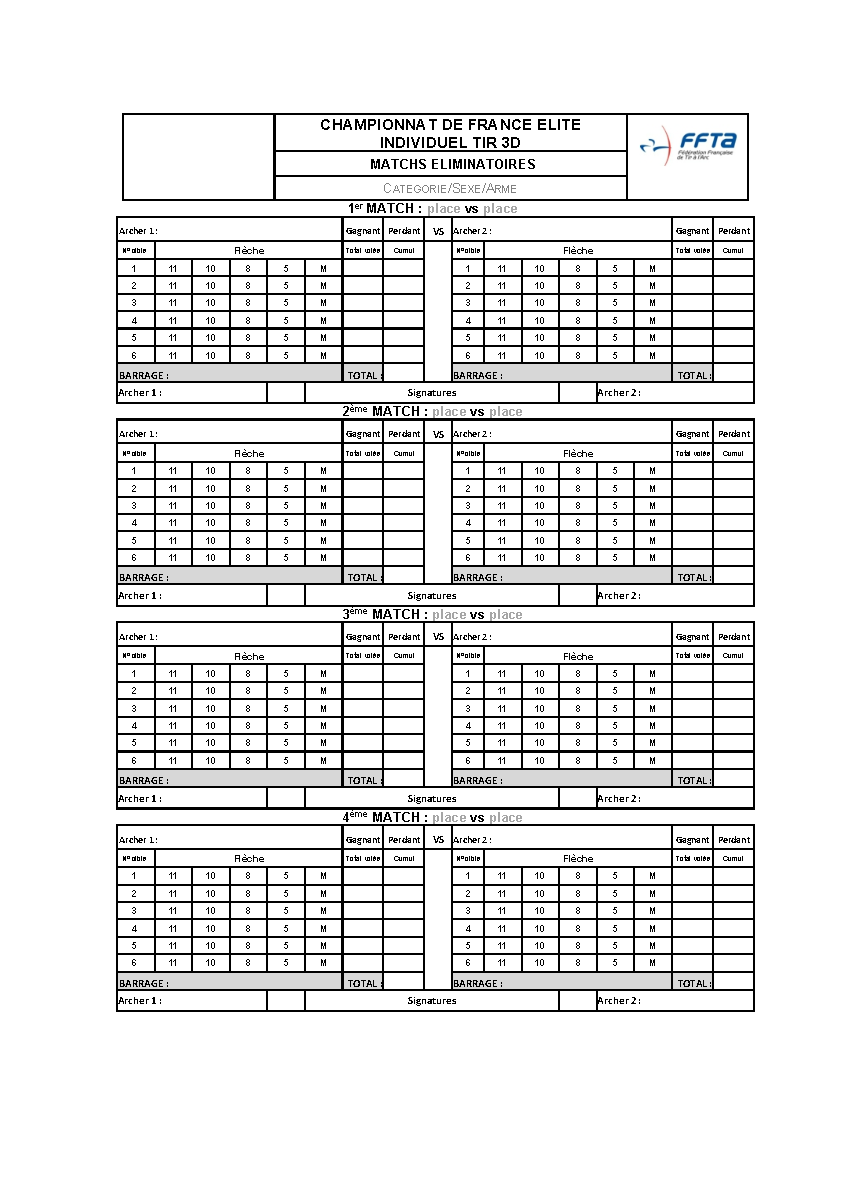 CHAMPIONNAT DE FRANCE ELITE
INDIVIDUEL TIR 3D
MATCHS ELIMINATOIRES
CATEGORIE/SEXE/ARME
FFTA
Fédération Française
de Tir à l'Arc
1er MATCH : place vs place
Archer 1 : Gagnant Perdant VS Archer 2 : Gagnant Perdant
N° cible Flèche Total volée Cumul N° cible Flèche Total volée Cumul
1 11 10 8 5 M 1 11 10 8 5 M
2 11 10 8 5 M 2 11 10 8 5 M
3 11 10 8 5 M 3 11 10 8 5 M
4 11 10 8 5 M 4 11 10 8 5 M
5 11 10 8 5 M 5 11 10 8 5 M
6 11 10 8 5 M 6 11 10 8 5 M
BARRAGE : TOTAL : BARRAGE : TOTAL :
Archer 1 : Signatures Archer 2 :
2ème MATCH : place vs place
Archer 1 : Gagnant Perdant VS Archer 2 : Gagnant Perdant
N° cible Flèche Total volée Cumul N° cible Flèche Total volée Cumul
1 11 10 8 5 M 1 11 10 8 5 M
2 11 10 8 5 M 2 11 10 8 5 M
3 11 10 8 5 M 3 11 10 8 5 M
4 11 10 8 5 M 4 11 10 8 5 M
5 11 10 8 5 M 5 11 10 8 5 M
6 11 10 8 5 M 6 11 10 8 5 M
BARRAGE : TOTAL : BARRAGE : TOTAL :
Archer 1 : Signatures Archer 2 :
3ème MATCH : place vs place
Archer 1 : Gagnant Perdant VS Archer 2 : Gagnant Perdant
N° cible Flèche Total volée Cumul N° cible Flèche Total volée Cumul
1 11 10 8 5 M 1 11 10 8 5 M
2 11 10 8 5 M 2 11 10 8 5 M
3 11 10 8 5 M 3 11 10 8 5 M
4 11 10 8 5 M 4 11 10 8 5 M
5 11 10 8 5 M 5 11 10 8 5 M
6 11 10 8 5 M 6 11 10 8 5 M
BARRAGE : TOTAL : BARRAGE : TOTAL :
Archer 1 : Signatures Archer 2 :
4ème MATCH : place vs place
Archer 1 : Gagnant Perdant VS Archer 2 : Gagnant Perdant
N° cible Flèche Total volée Cumul N° cible Flèche Total volée Cumul
1 11 10 8 5 M 1 11 10 8 5 M
2 11 10 8 5 M 2 11 10 8 5 M
3 11 10 8 5 M 3 11 10 8 5 M
4 11 10 8 5 M 4 11 10 8 5 M
5 11 10 8 5 M 5 11 10 8 5 M
6 11 10 8 5 M 6 11 10 8 5 M
BARRAGE : TOTAL : BARRAGE : TOTAL :
Archer 1 : Signatures Archer 2 :